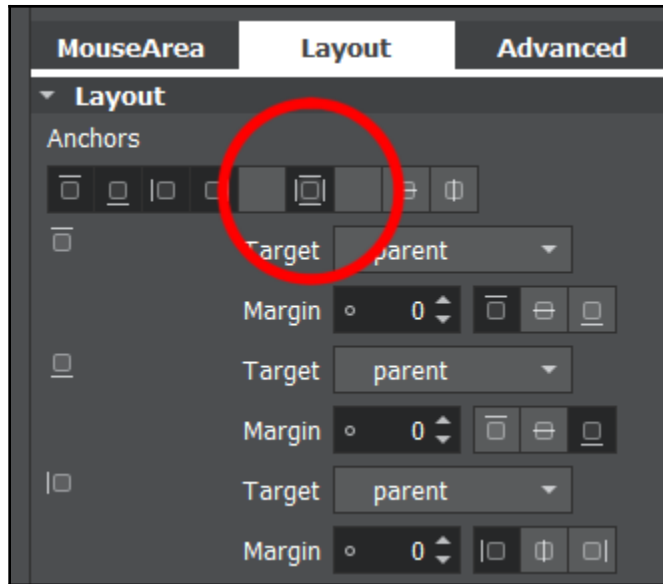 MouseArea Layout Advanced
Layout
Anchors
Target parent
Margin 0
Target parent
Margin 0
Target parent
Margin 0